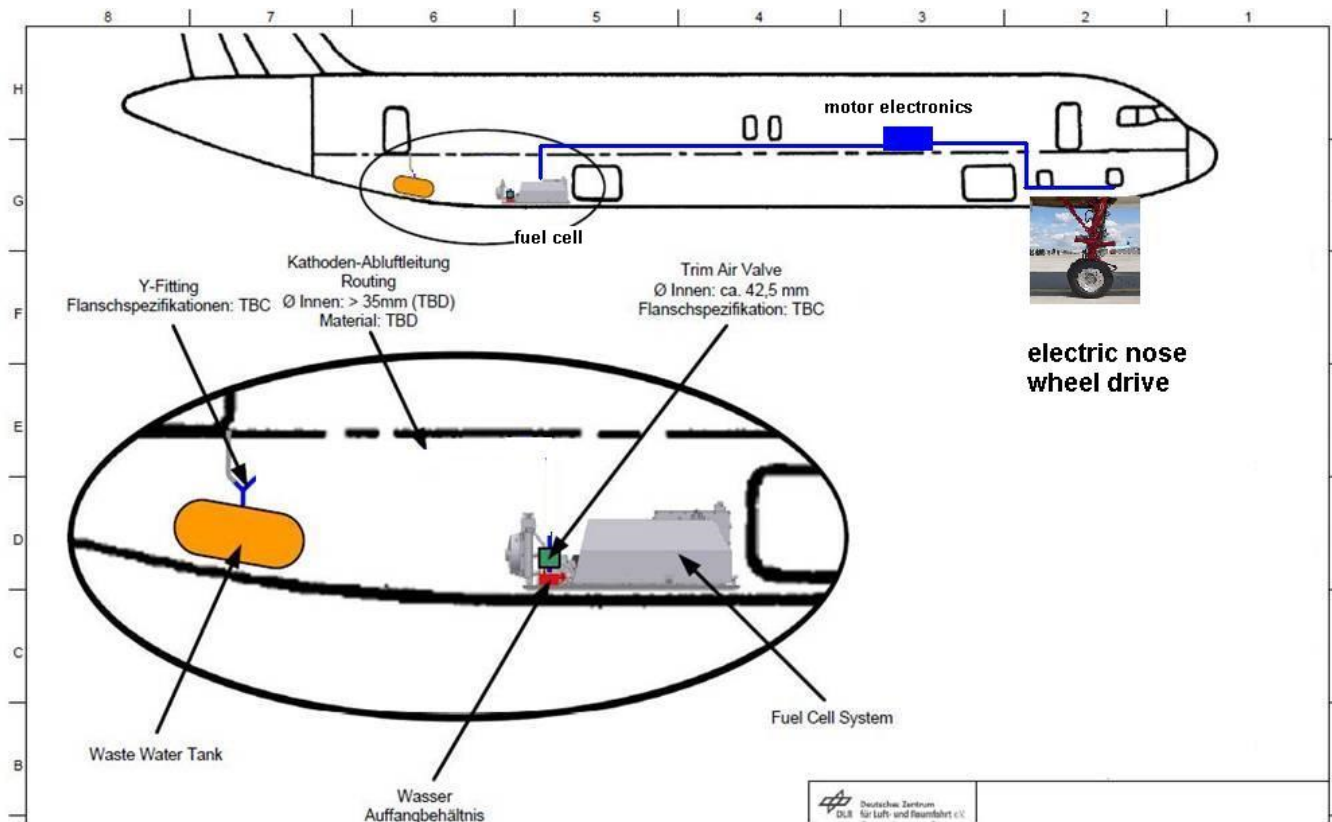 8 7 6 5 4 3 2 1
H
G
F
E
D
C
B
motor electronics
fuel cell
Y-Fitting
Flanschspezifikationen: TBC
Kathoden-Abluftleitung
Routing
Ø Innen: > 35mm (TBD)
Material: TBD
Trim Air Valve
Ø Innen: ca. 42,5 mm
Flanschspezifikation: TBC
electric nose
wheel drive
Waste Water Tank
Wasser
Auffangbehältnis
Fuel Cell System
Deutsches Zentrum
DLR für Luft- und Raumfahrt e.V.